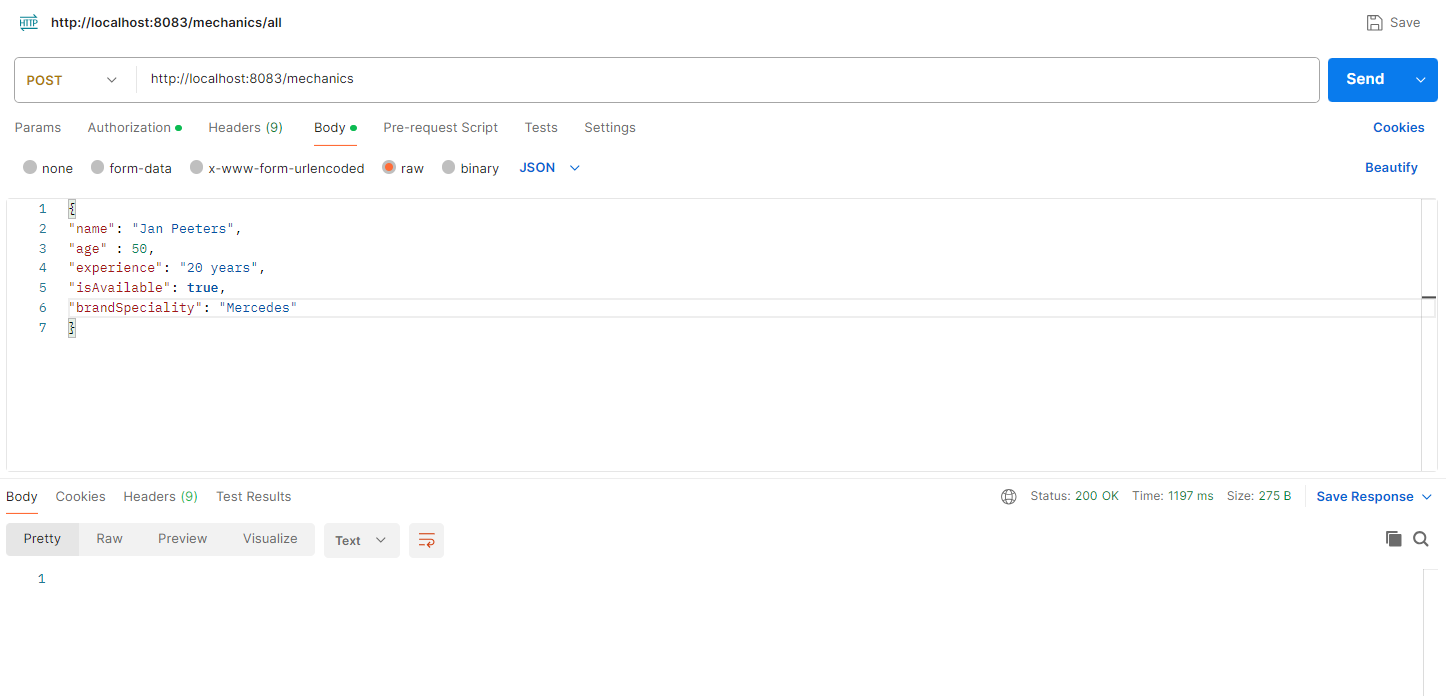 HTTP http://localhost:8083/mechanics/all Save
POST http://localhost:8083/mechanics Send
Params Authorization Headers (9) Body Pre-request Script Tests Settings Cookies
none form-data x-www-form-urlencoded raw binary JSON Beautify
1 {
2 "name": "Jan Peeters",
3 "age" : 50,
4 "experience": "20 years",
5 "isAvailable": true,
6 "brandSpeciality": "Mercedes"
7 }
Body Cookies Headers (9) Test Results Status: 200 OK Time: 1197 ms Size: 275 B Save Response
Pretty Raw Preview Visualize Text
1